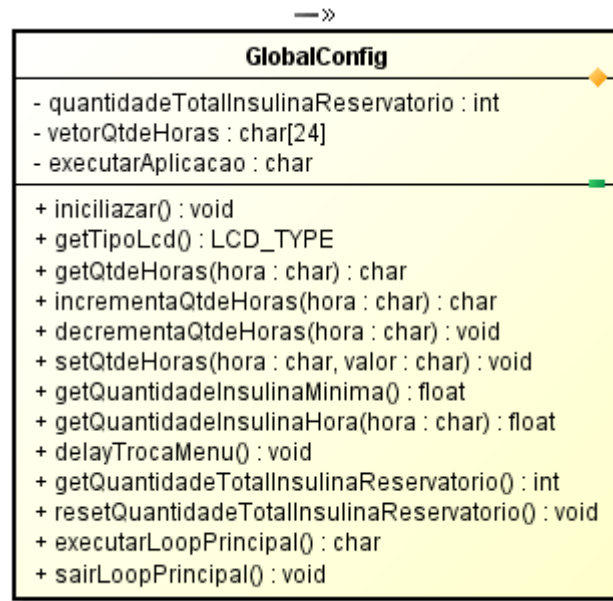 GlobalConfig
- quantidadeTotalInsulinaReservatorio : int
- vetorQtdeHoras : char[24]
- executarAplicacao : char
+ iniciliazar() : void
+ getTipoLcd() : LCD_TYPE
+ getQtdeHoras(hora : char) : char
+ incrementaQtdeHoras(hora : char) : char
+ decrementaQtdeHoras(hora : char) : void
+ setQtdeHoras(hora : char, valor : char) : void
+ getQuantidadeInsulinaMinima() : float
+ getQuantidadeInsulinaHora(hora : char) : float
+ delayTrocaMenu() : void
+ getQuantidadeTotalInsulinaReservatorio() : int
+ resetQuantidadeTotalInsulinaReservatorio() : void
+ executarLoopPrincipal() : char
+ sairLoopPrincipal() : void